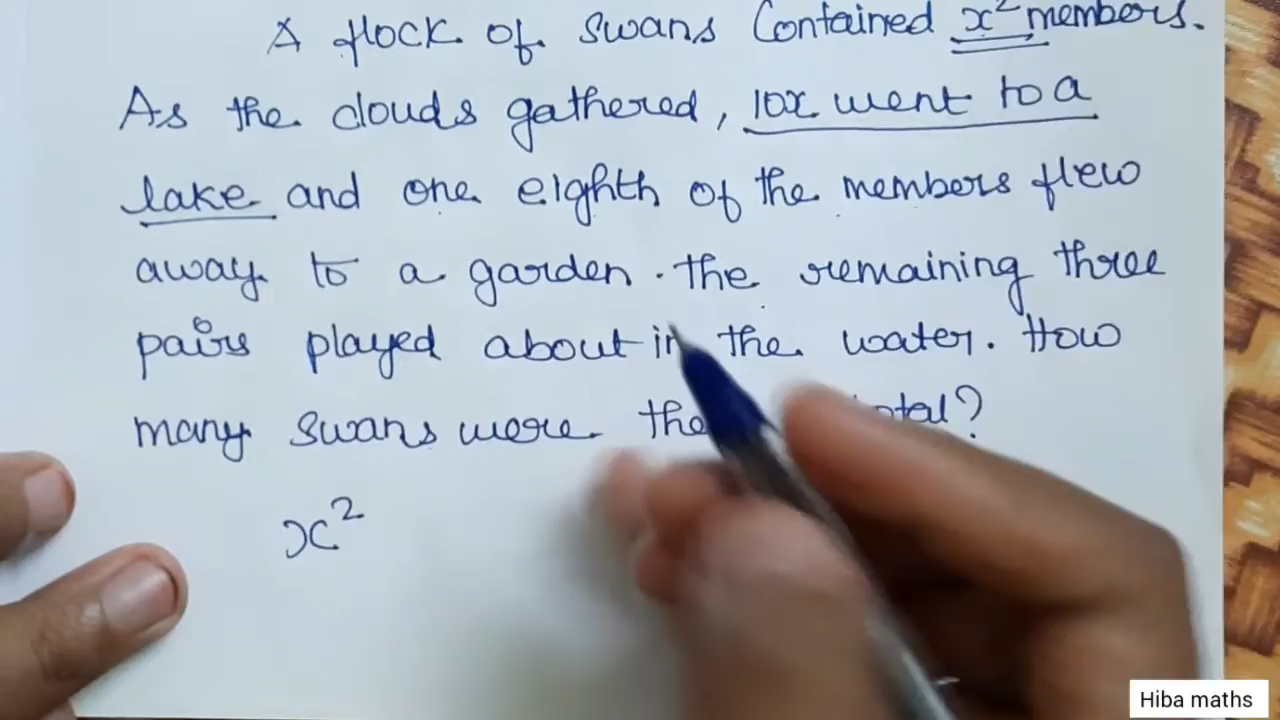 A flock of swans Contained x² members.
As the clouds gathered, 10x went to a
lake and one eighth of the members flew
away to a garden. the remaining three
pairs played about in the water. How
many swans were the otal?
x²
Hiba maths